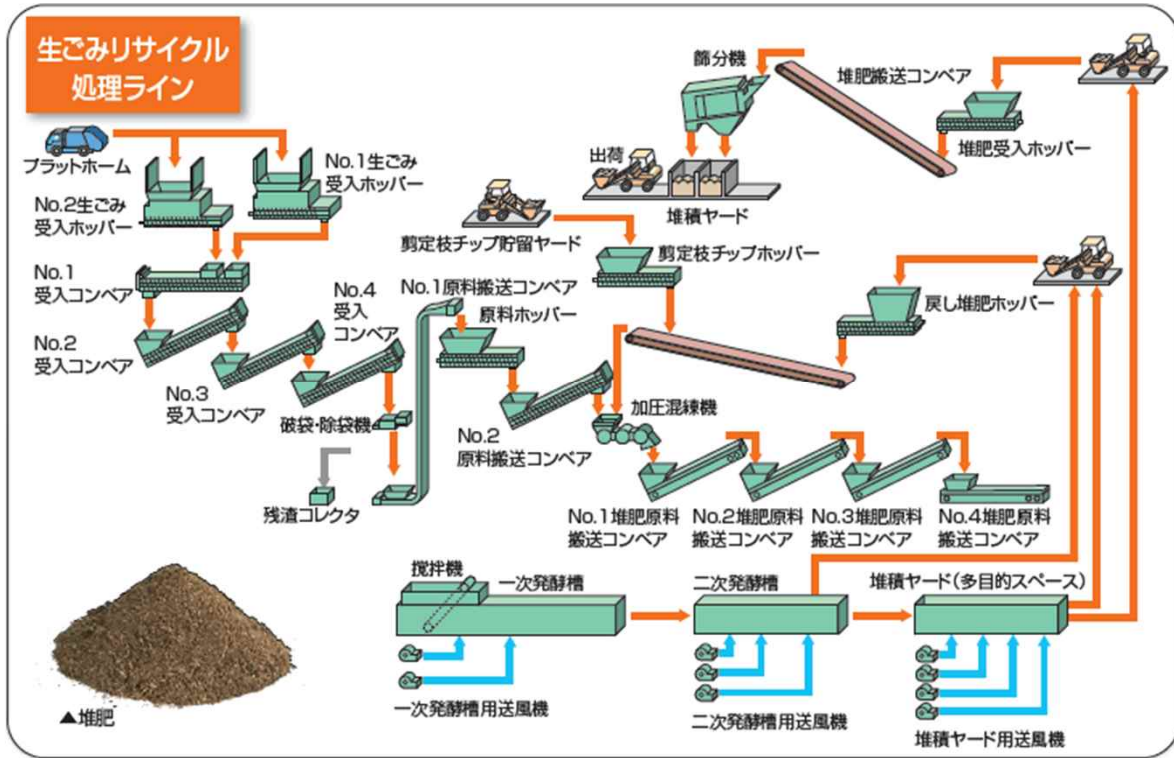 生ごみリサイクル
処理ライン
プラットホーム
No.1生ごみ
受入ホッパー
No.2生ごみ
受入ホッパー
No.1
受入コンベア
No.2
受入コンベア
No.3
受入コンベア
No.4
受入
コンベア
破袋・除袋機
残渣コレクタ
No.1原料搬送コンベア
原料ホッパー
No.2
原料搬送コンベア
剪定枝チップ貯留ヤード
剪定枝チップホッパー
加圧混練機
戻し堆肥ホッパー
篩分機
堆肥搬送コンベア
堆肥受入ホッパー
出荷
堆積ヤード
No.1堆肥原料
搬送コンベア
No.2堆肥原料
搬送コンベア
No.3堆肥原料
搬送コンベア
No.4堆肥原料
搬送コンベア
攪拌機
一次発酵槽
二次発酵槽
堆積ヤード(多目的スペース)
一次発酵槽用送風機
二次発酵槽用送風機
堆積ヤード用送風機
▲堆肥